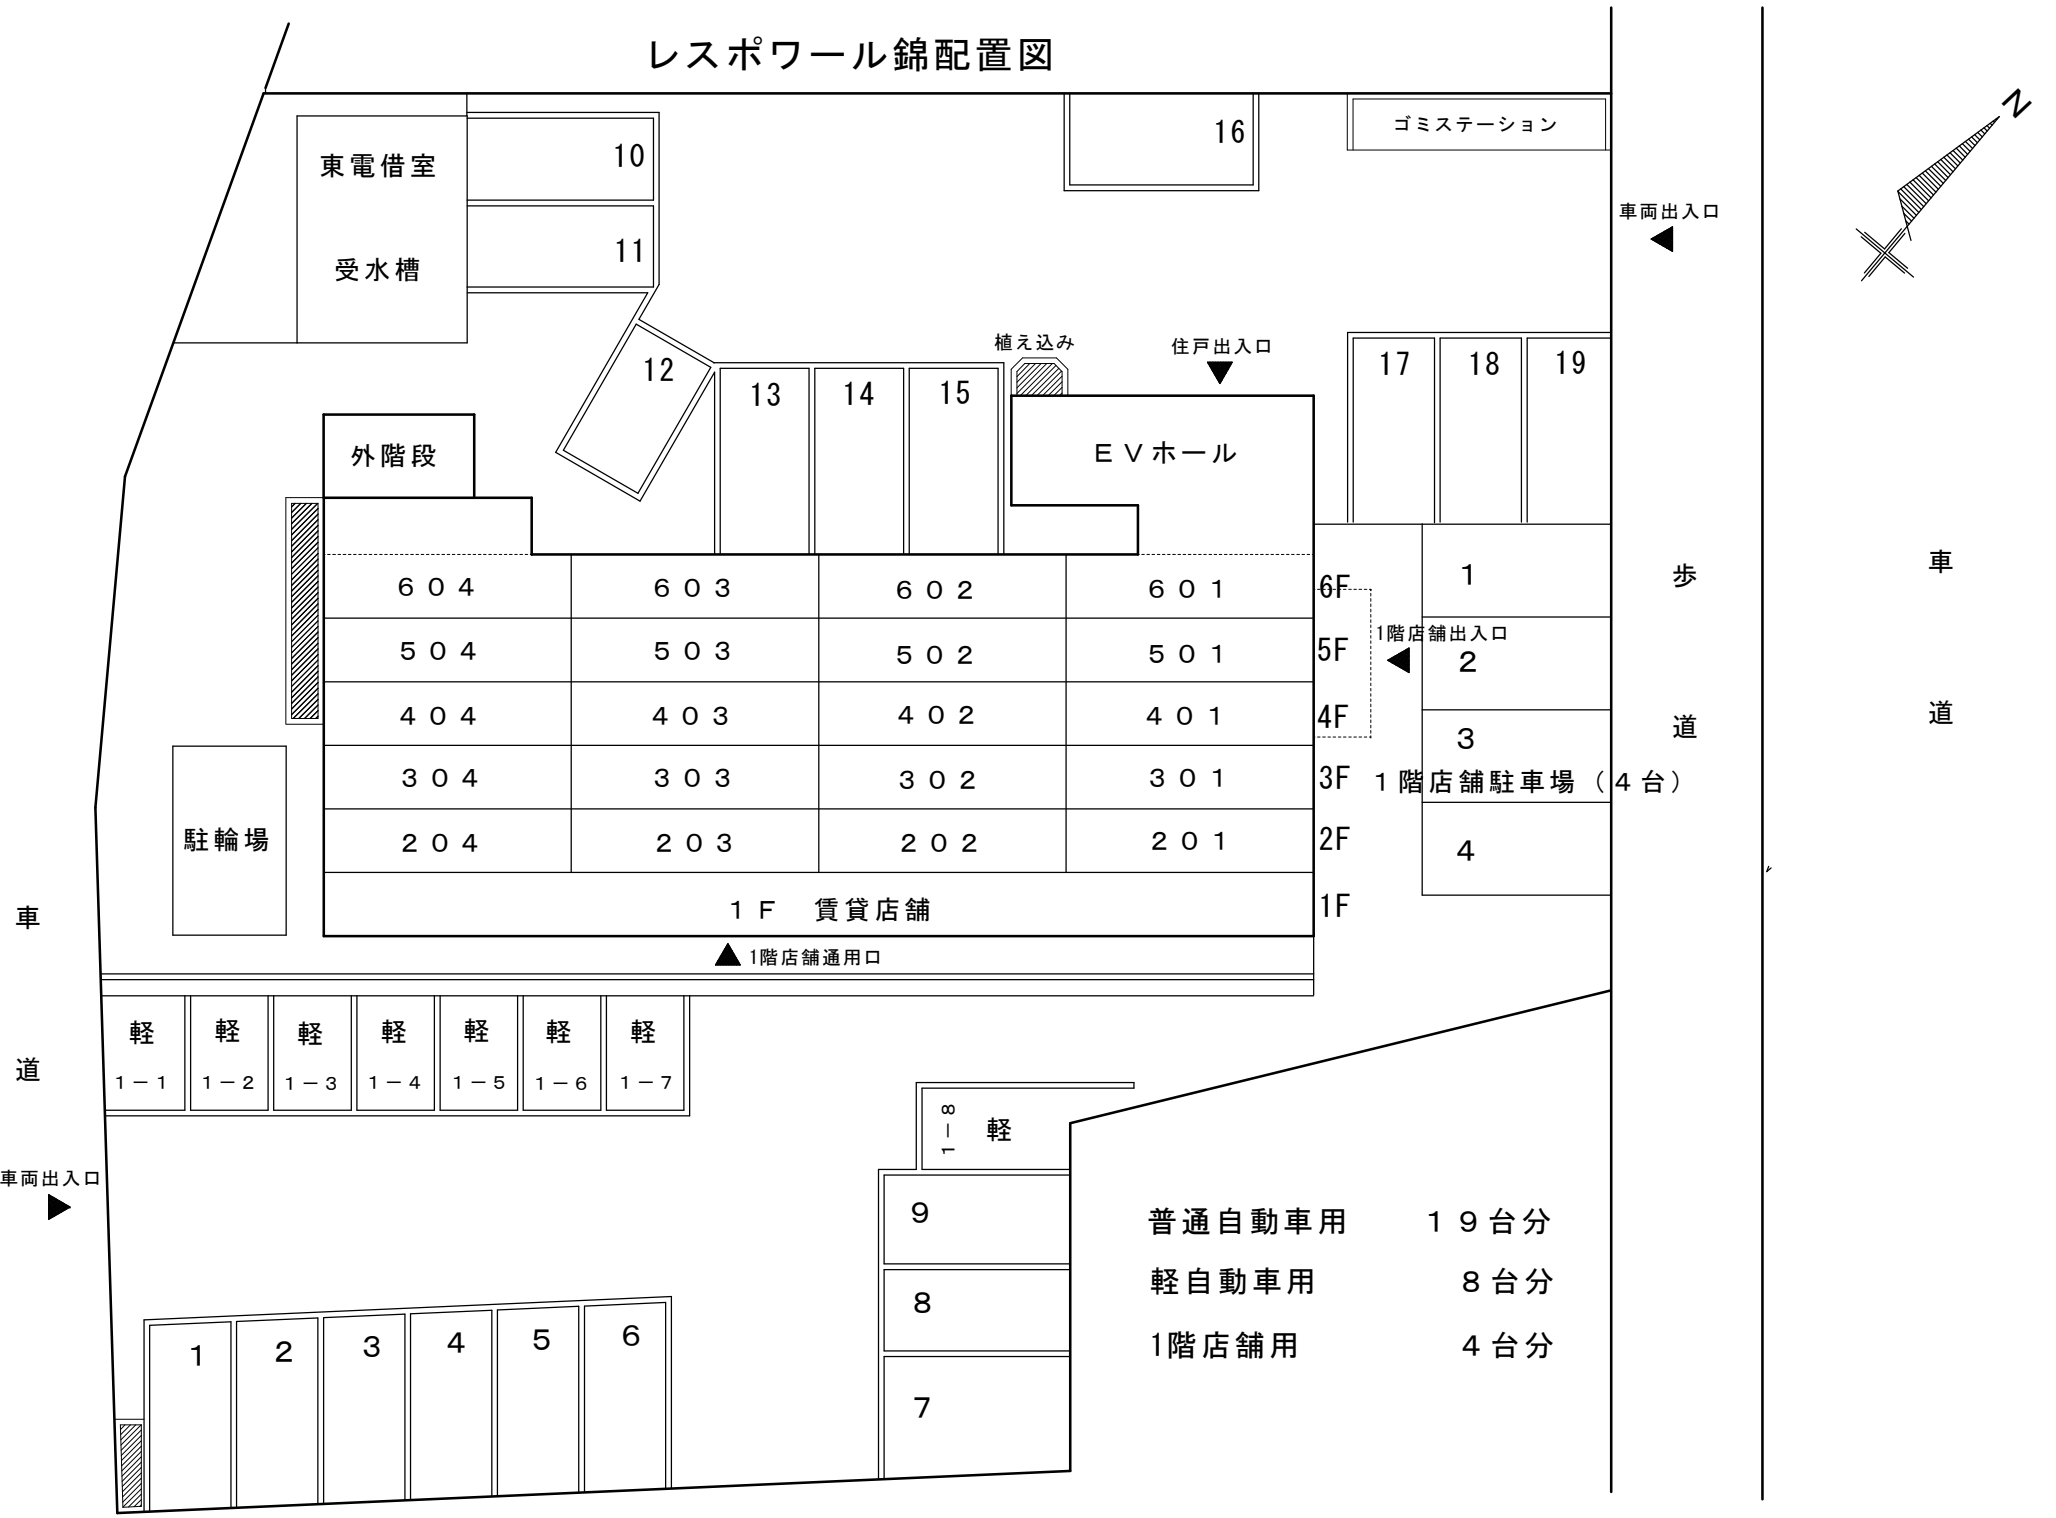 レスポワール錦配置図
N
東電借室
受水槽
10
11
12
13
14
15
16
ゴミステーション
車両出入口
植え込み
住戸出入口
17
18
19
外階段
ＥＶホール
６０４
６０３
６０２
６０１
6F
５０４
５０３
５０２
５０１
5F
４０４
４０３
４０２
４０１
4F
３０４
３０３
３０２
３０１
3F
２０４
２０３
２０２
２０１
2F
１Ｆ　賃貸店舗
1F
1階店舗出入口
１
２
３
１階店舗駐車場（４台）
４
歩
道
車
道
駐輪場
1階店舗通用口
車
道
軽
１－１
軽
１－２
軽
１－３
軽
１－４
軽
１－５
軽
１－６
軽
１－７
１－８
軽
車両出入口
９
８
７
１
２
３
４
５
６
普通自動車用　１９台分
軽自動車用　８台分
1階店舗用　４台分